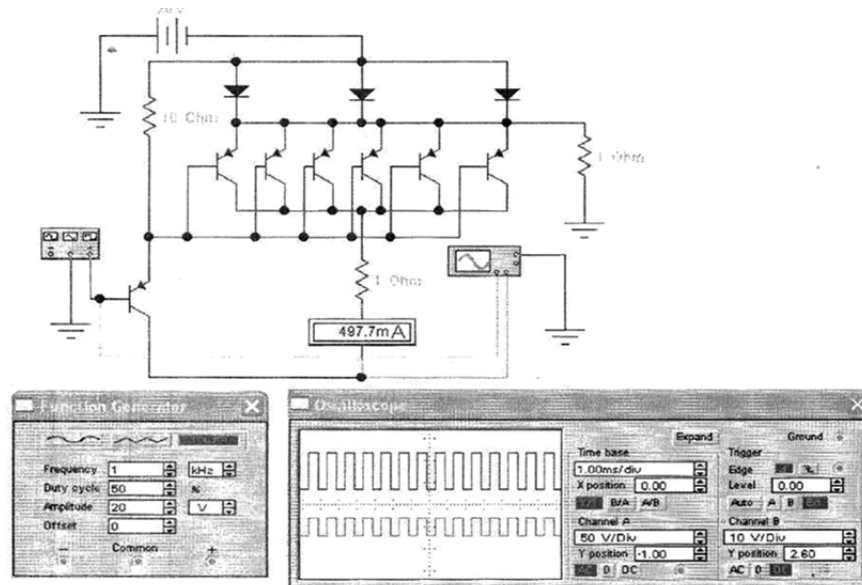 20 V
10 Ohm
1 Ohm
1 Ohm
497.7m A
Function Generator
Frequency 1 kHz
Duty cycle 50 %
Amplitude 20 V
Offset 0
− Common +
Oscilloscope
Expand
Ground
Time base
1.00ms/div
X position 0.00
Y/T B/A A/B
Trigger
Edge
Level 0.00
Auto A B Ext
Channel A
50 V/Div
Y position -1.00
AC 0 DC
Channel B
10 V/Div
Y position 2.60
AC 0 DC